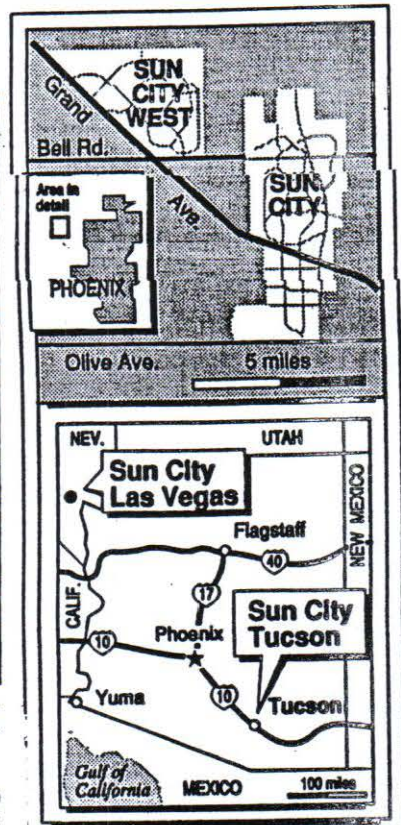 SUN
CITY
WEST
Grand
Ave.
Bell Rd.
Area in
detail
PHOENIX
SUN
CITY
Olive Ave.
5 miles
NEV.
UTAH
Sun City
Las Vegas
NEW MEXICO
Flagstaff
40
17
CALIF.
Sun City
Tucson
Phoenix
10
10
Yuma
Tucson
Gulf of
California
MEXICO
100 miles